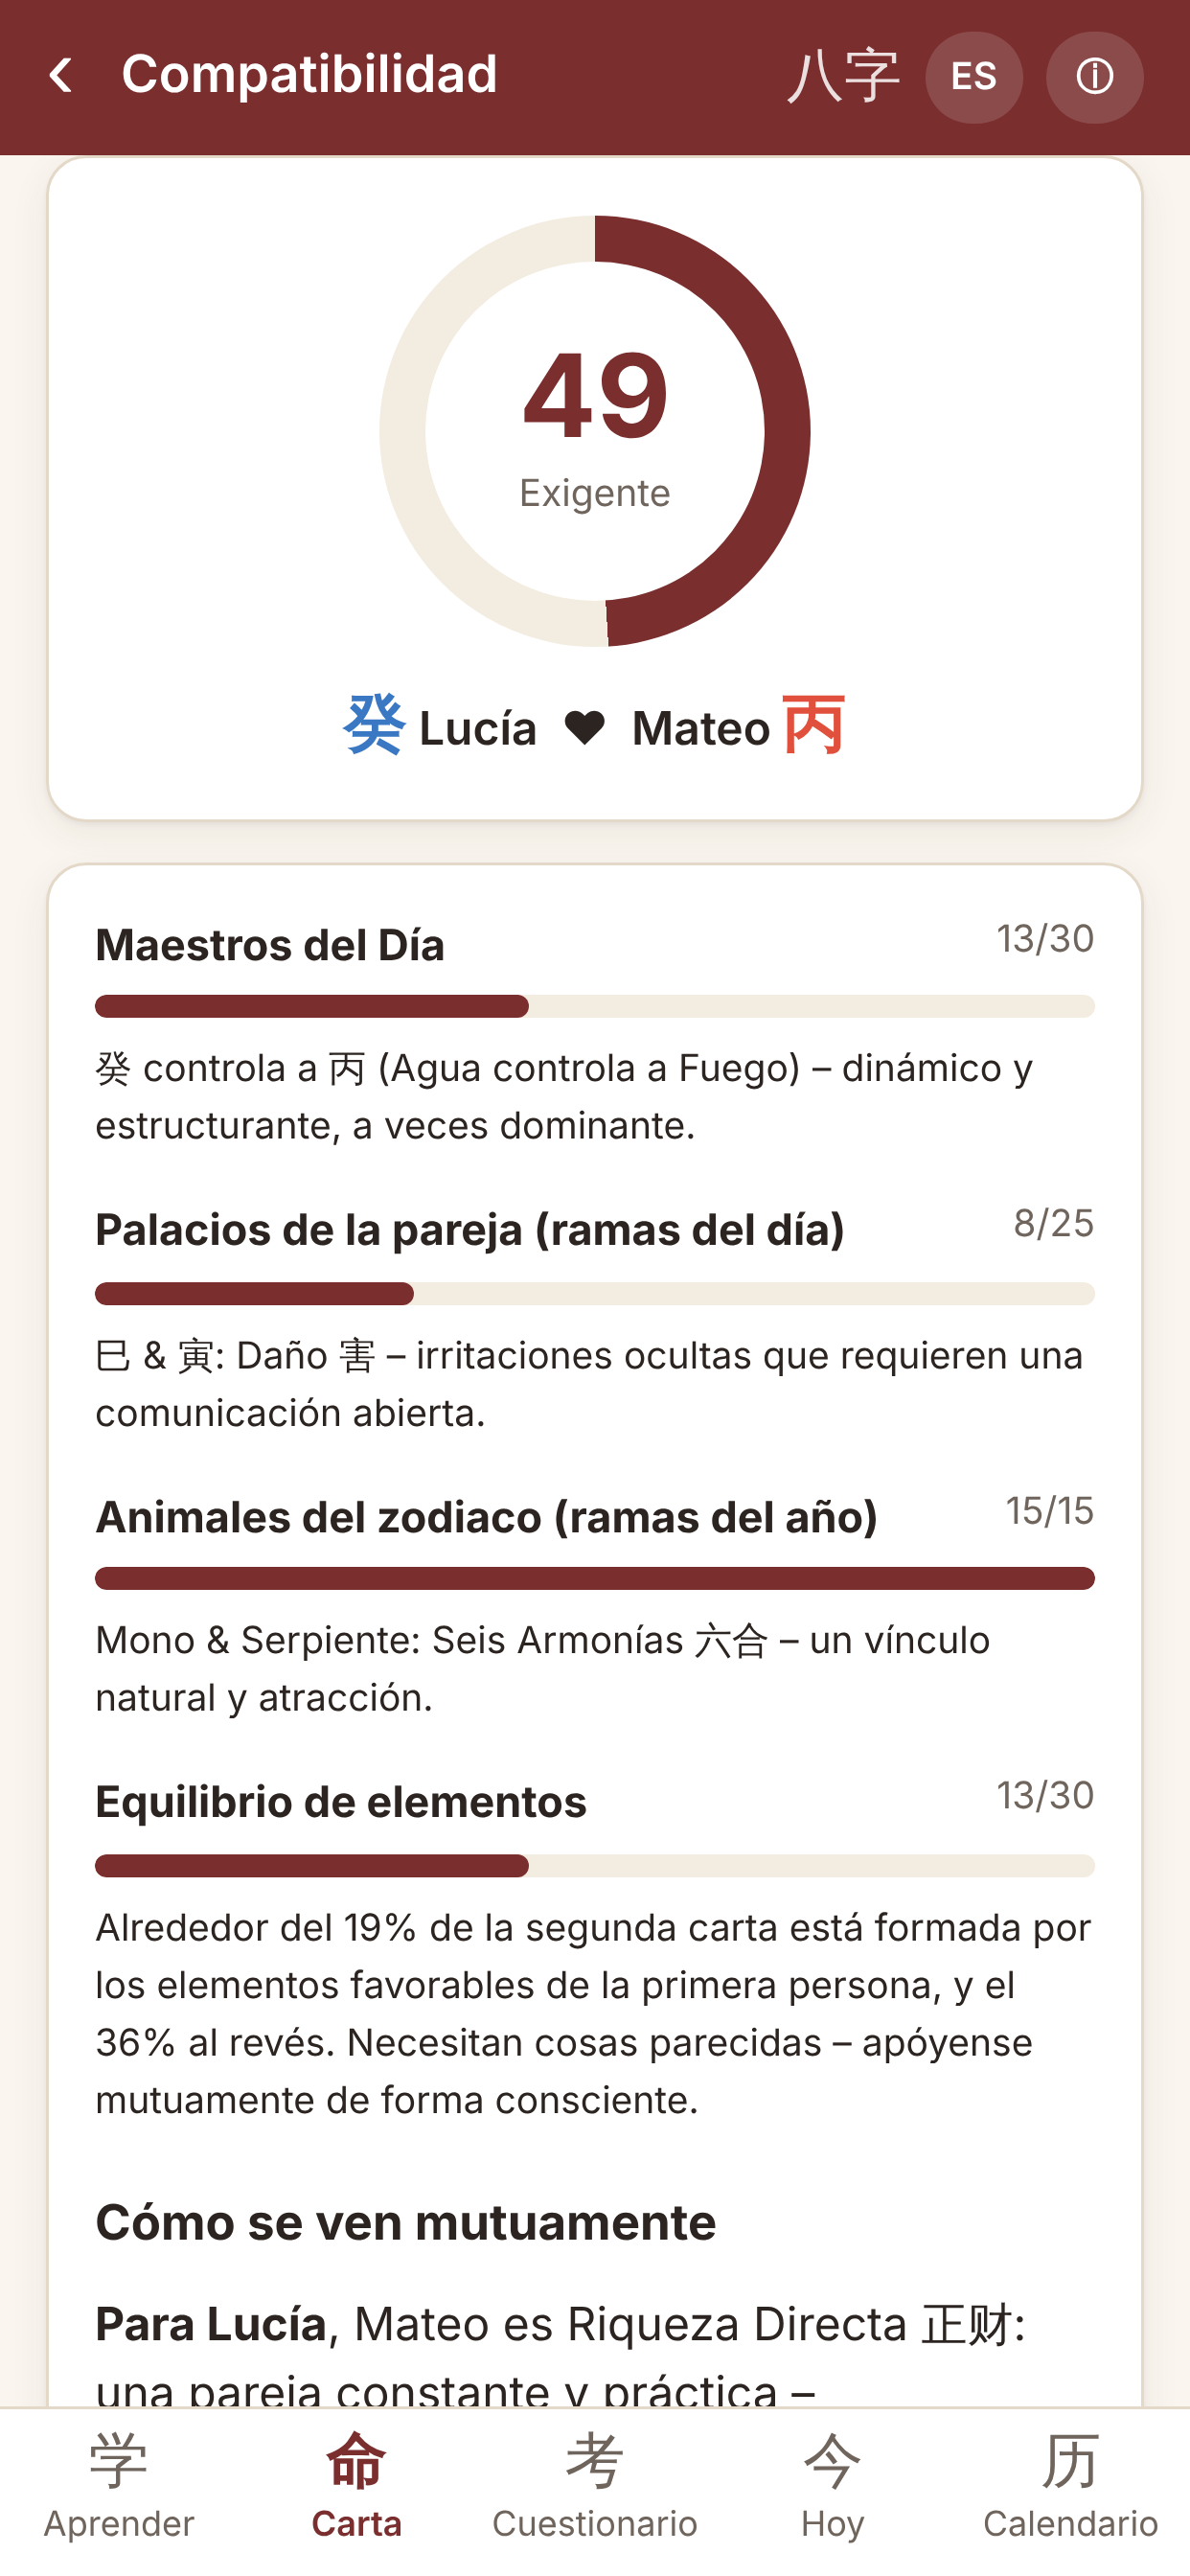 Compatibilidad 八字 ES ⓘ
49
Exigente
癸 Lucía ♥ Mateo 丙
Maestros del Día 13/30
癸 controla a 丙 (Agua controla a Fuego) – dinámico y
estructurante, a veces dominante.
Palacios de la pareja (ramas del día) 8/25
巳 & 寅: Daño 害 – irritaciones ocultas que requieren una
comunicación abierta.
Animales del zodiaco (ramas del año) 15/15
Mono & Serpiente: Seis Armonías 六合 – un vínculo
natural y atracción.
Equilibrio de elementos 13/30
Alrededor del 19% de la segunda carta está formada por
los elementos favorables de la primera persona, y el
36% al revés. Necesitan cosas parecidas – apóyense
mutuamente de forma consciente.
Cómo se ven mutuamente
Para Lucía, Mateo es Riqueza Directa 正财:
una pareja constante y práctica –
学 命 考 今 历
Aprender Carta Cuestionario Hoy Calendario